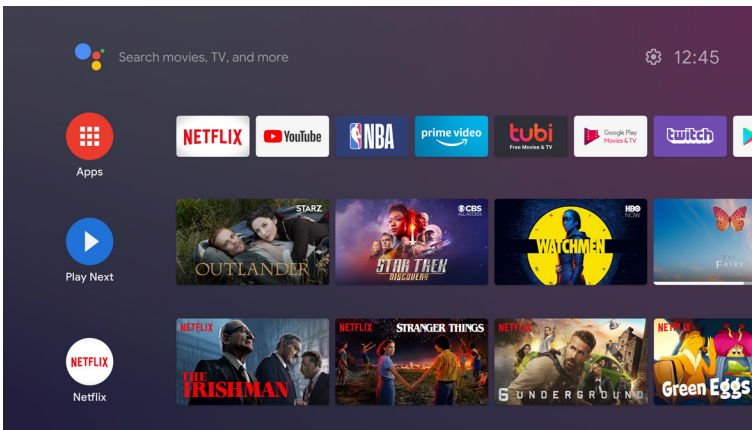 Search movies, TV, and more
12:45
NETFLIX
YouTube
NBA
prime video
tubi
Free Movies & TV
Google Play
Movies & TV
twitch
Apps
STARZ
OUTLANDER
CBS
ALL ACCESS
STAR TREK
DISCOVERY
HBO
NOW
WATCHMEN
THE
FAIRY
Play Next
NETFLIX
THE
IRISHMAN
NETFLIX
STRANGER THINGS
NETFLIX
6 UNDERGROUND
NETFLIX
Green Eggs
NETFLIX
Netflix